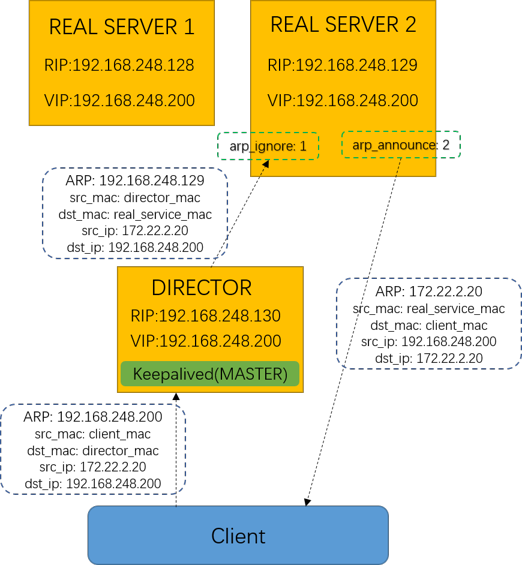 REAL SERVER 1
RIP:192.168.248.128
VIP:192.168.248.200
REAL SERVER 2
RIP:192.168.248.129
VIP:192.168.248.200
arp_ignore: 1
arp_announce: 2
ARP: 192.168.248.129
src_mac: director_mac
dst_mac: real_service_mac
src_ip: 172.22.2.20
dst_ip: 192.168.248.200
DIRECTOR
RIP:192.168.248.130
VIP:192.168.248.200
Keepalived(MASTER)
ARP: 172.22.2.20
src_mac: real_service_mac
dst_mac: client_mac
src_ip: 192.168.248.200
dst_ip: 172.22.2.20
ARP: 192.168.248.200
src_mac: client_mac
dst_mac: director_mac
src_ip: 172.22.2.20
dst_ip: 192.168.248.200
Client